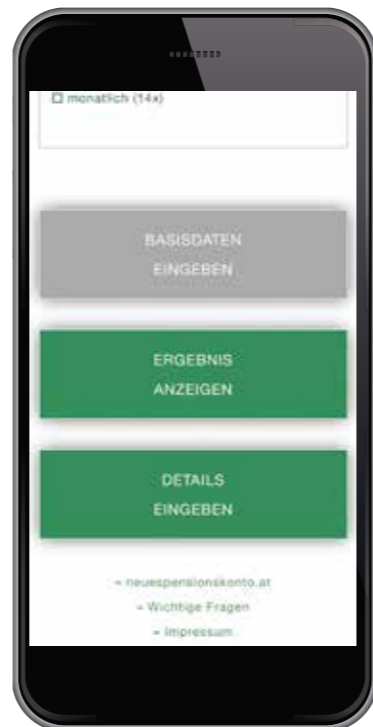 ☐ monatlich (14x)
BASISDATEN
EINGEBEN
ERGEBNIS
ANZEIGEN
DETAILS
EINGEBEN
» neuespensionskonto.at
» Wichtige Fragen
» Impressum